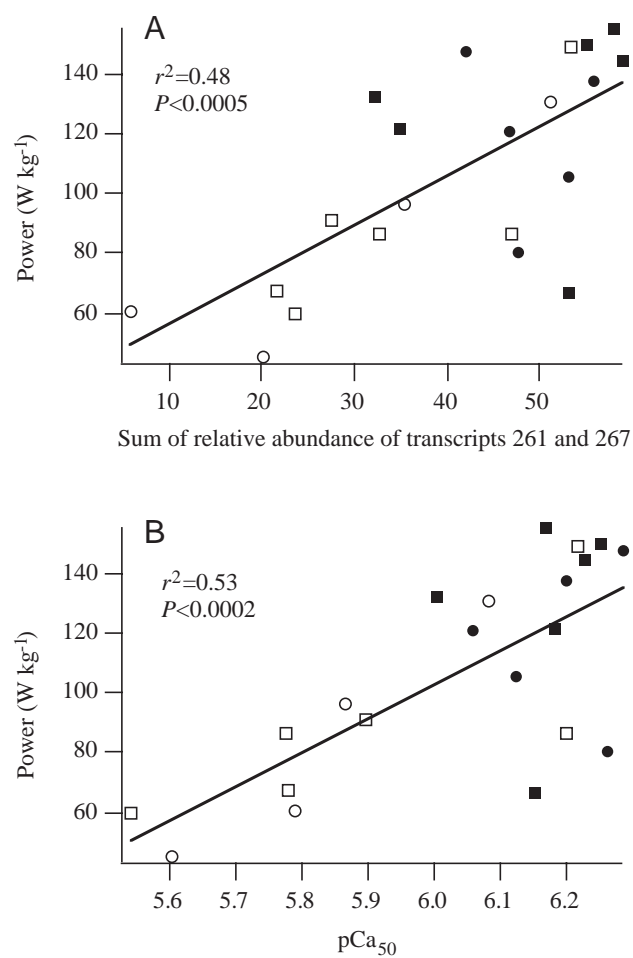 A
r²=0.48
P<0.0005
140
120
100
80
60
Power (W kg⁻¹)
10 20 30 40 50
Sum of relative abundance of transcripts 261 and 267
B
r²=0.53
P<0.0002
140
120
100
80
60
Power (W kg⁻¹)
5.6 5.7 5.8 5.9 6.0 6.1 6.2
pCa₅₀